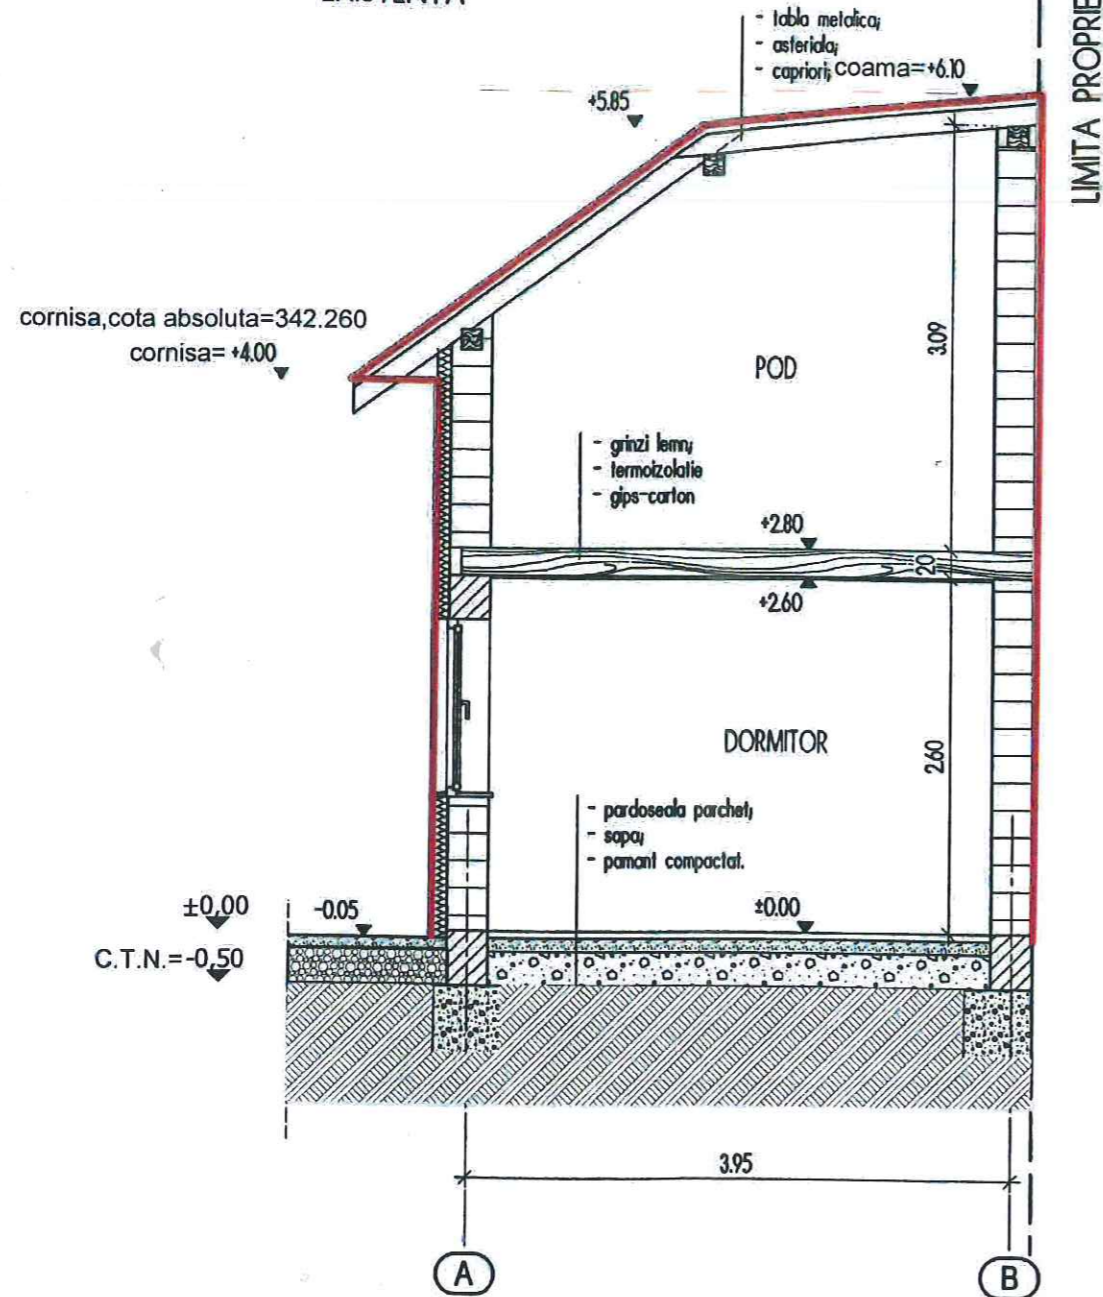 - tabla metalica;
- asteriala;
- capriori;
coama=+6.10
LIMITA PROPRIE
+5.85
cornisa,cota absoluta=342.260
cornisa= +4.00
POD
3.09
- grinzi lemn;
- termoizolatie
- gips-carton
+2.80
20
+2.60
DORMITOR
2.60
- pardoseala parchet;
- sapa;
- pamant compactat.
±0,00
-0.05
±0.00
C.T.N.=-0,50
3.95
A
B